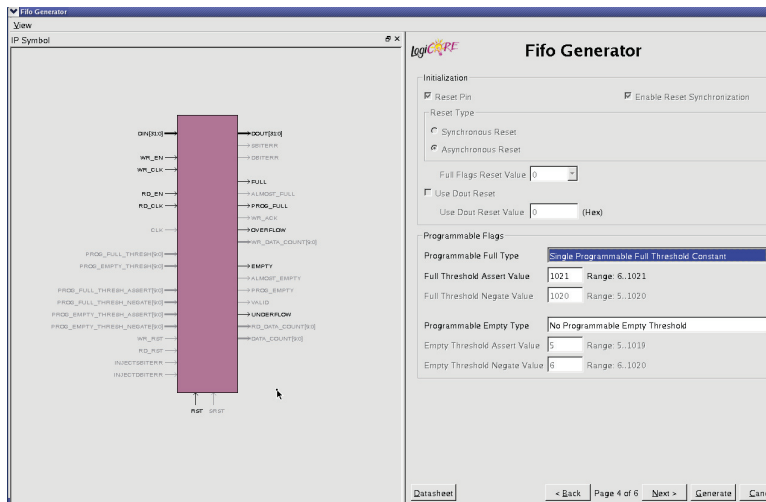 Fifo Generator
View
IP Symbol
DIN[31:0]
DOUT[31:0]
SBITERR
WR_EN
DBITERR
WR_CLK
FULL
RD_EN
ALMOST_FULL
RD_CLK
PROG_FULL
WR_ACK
CLK
OVERFLOW
WR_DATA_COUNT[9:0]
PROG_FULL_THRESH[9:0]
PROG_EMPTY_THRESH[9:0]
EMPTY
ALMOST_EMPTY
PROG_FULL_THRESH_ASSERT[9:0]
PROG_EMPTY
PROG_FULL_THRESH_NEGATE[9:0]
VALID
PROG_EMPTY_THRESH_ASSERT[9:0]
UNDERFLOW
PROG_EMPTY_THRESH_NEGATE[9:0]
RD_DATA_COUNT[9:0]
WR_RST
DATA_COUNT[9:0]
RD_RST
INJECTSBITERR
INJECTDBITERR
RST SRST
LogiCORE
Fifo Generator
Initialization
Reset Pin
Enable Reset Synchronization
Reset Type
Synchronous Reset
Asynchronous Reset
Full Flags Reset Value 0
Use Dout Reset
Use Dout Reset Value 0 (Hex)
Programmable Flags
Programmable Full Type Single Programmable Full Threshold Constant
Full Threshold Assert Value 1021 Range: 6..1021
Full Threshold Negate Value 1020 Range: 5..1020
Programmable Empty Type No Programmable Empty Threshold
Empty Threshold Assert Value 5 Range: 5..1019
Empty Threshold Negate Value 6 Range: 6..1020
Datasheet < Back Page 4 of 6 Next > Generate Can